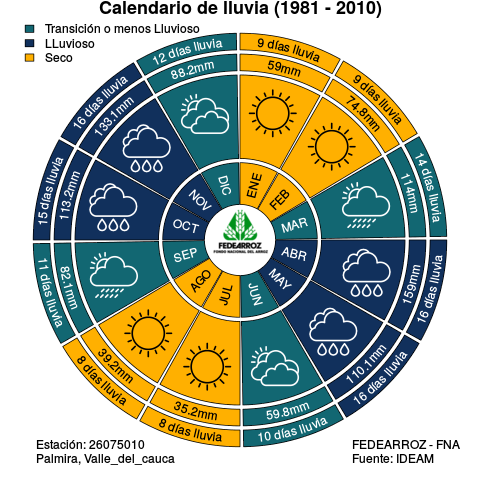 Calendario de lluvia (1981 - 2010)
Transición o menos Lluvioso
LLuvioso
Seco
9 días lluvia
59mm
ENE
9 días lluvia
74.8mm
FEB
14 días lluvia
114mm
MAR
16 días lluvia
159mm
ABR
16 días lluvia
110.1mm
MAY
10 días lluvia
59.8mm
JUN
8 días lluvia
35.2mm
JUL
8 días lluvia
39.2mm
AGO
11 días lluvia
82.1mm
SEP
15 días lluvia
113.2mm
OCT
16 días lluvia
133.1mm
NOV
12 días lluvia
88.2mm
DIC
FEDEARROZ
FONDO NACIONAL DEL ARROZ
Estación: 26075010
Palmira, Valle_del_cauca
FEDEARROZ - FNA
Fuente: IDEAM